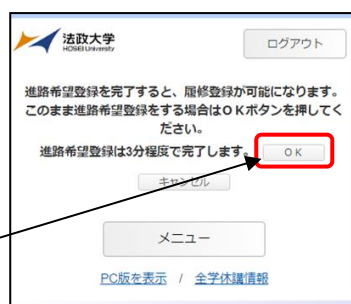 法政大学
HOSEI University
ログアウト
進路希望登録を完了すると、履修登録が可能になります。
このまま進路希望登録をする場合はＯＫボタンを押してく
ださい。
進路希望登録は3分程度で完了します。 ＯＫ
キャンセル
メニュー
PC版を表示 / 全学休講情報